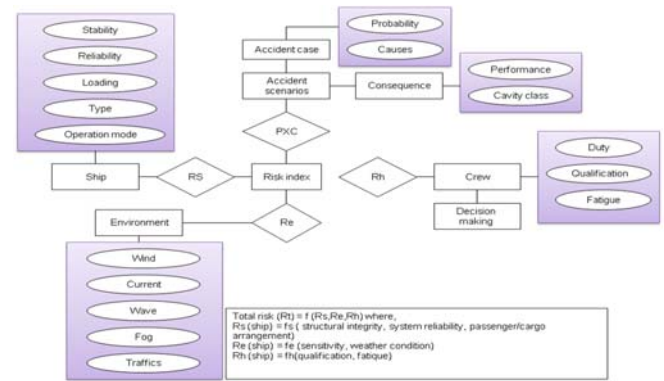 Stability
Reliability
Loading
Type
Operation mode
Probability
Causes
Accident case
Accident
scenarios
Consequence
Performance
Cavity class
PXC
Ship
RS
Risk index
Rh
Crew
Decision
making
Duty
Qualification
Fatigue
Environment
Re
Wind
Current
Wave
Fog
Traffics
Total risk (Rt) = f (Rs,Re,Rh) where,
Rs (ship) = fs ( structural integrity, system reliability, passenger/cargo
arrangement)
Re (ship) = fe (sensitivity, weather condition)
Rh (ship) = fh(qualification, fatique)